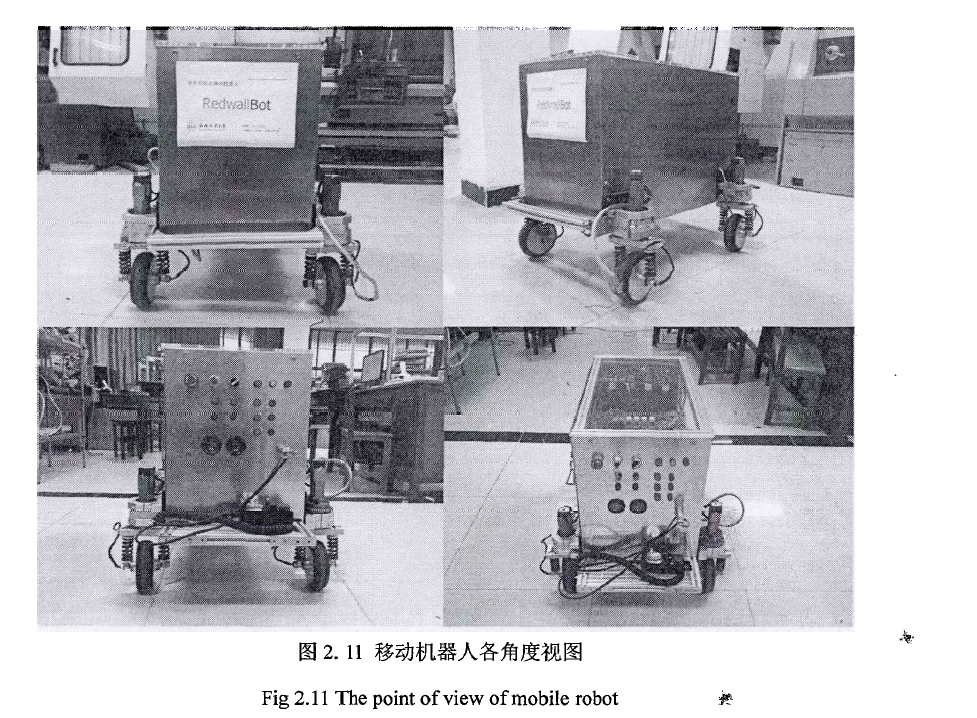 RedwallBot
RedwallBot
图 2. 11 移动机器人各角度视图
Fig 2.11 The point of view of mobile robot